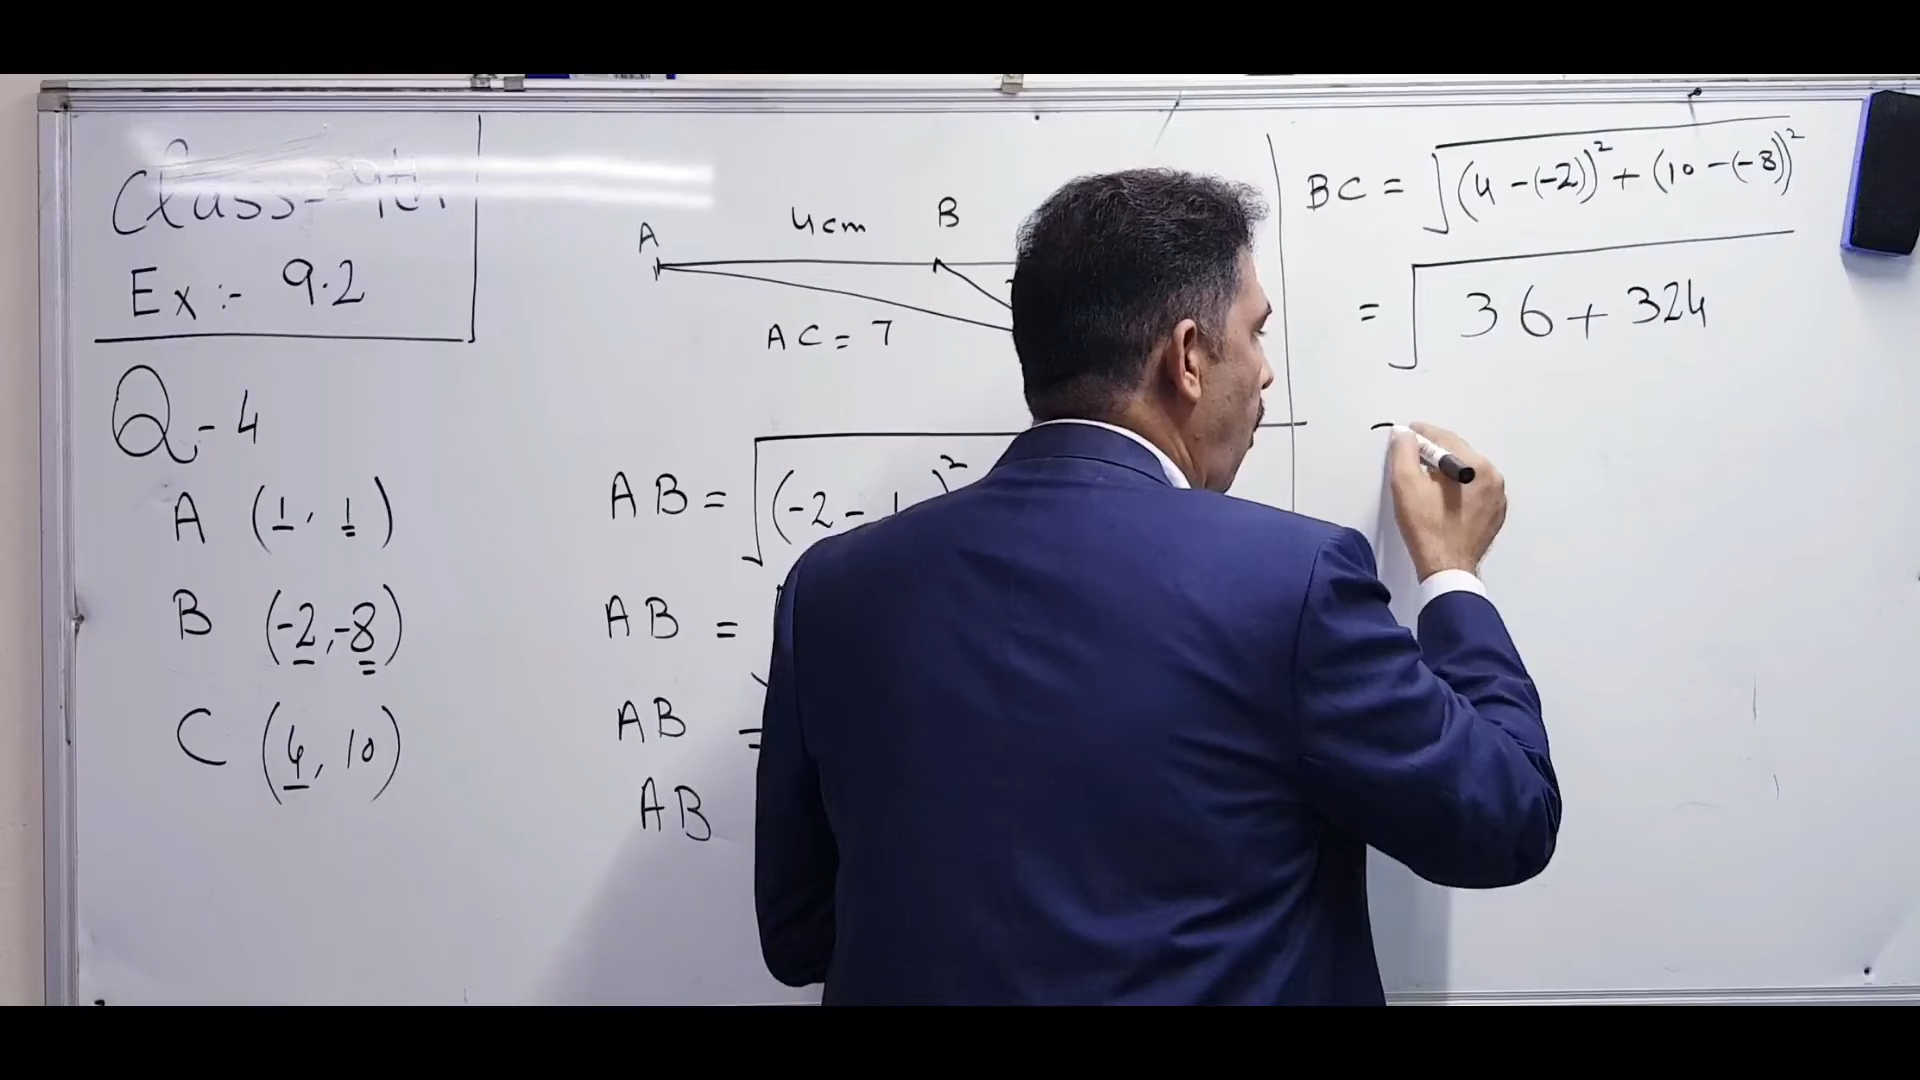 Class- 9th
Ex :- 9.2
Q - 4
A (1, 1)
B (-2, -8)
C (4, 10)
A 4cm B
AC = 7
AB = √(-2 - 1)²
AB =
AB =
AB
BC = √(4 - (-2))² + (10 - (-8))²
= √36 + 324